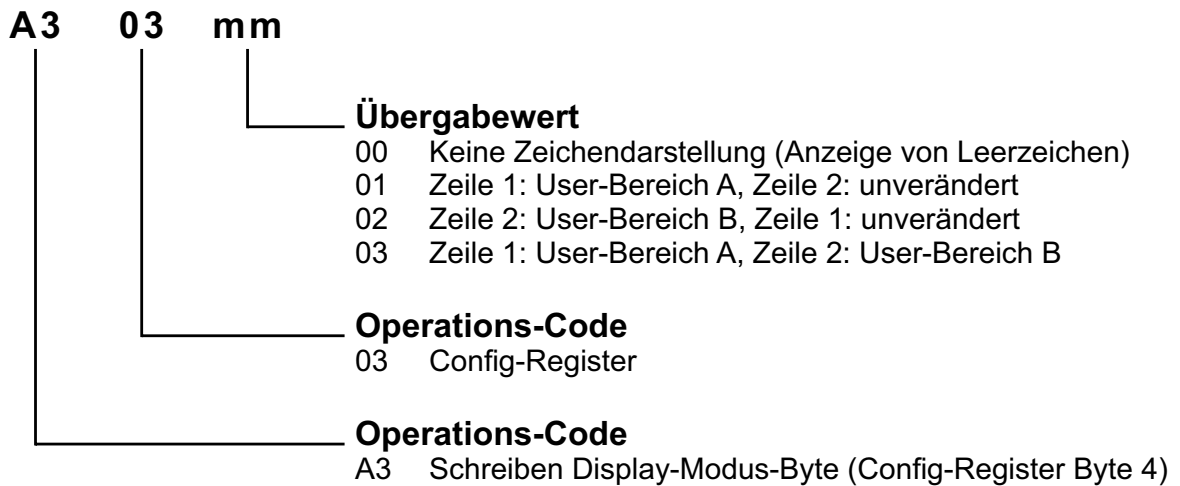 A3 03 mm
Übergabewert
00 Keine Zeichendarstellung (Anzeige von Leerzeichen)
01 Zeile 1: User-Bereich A, Zeile 2: unverändert
02 Zeile 2: User-Bereich B, Zeile 1: unverändert
03 Zeile 1: User-Bereich A, Zeile 2: User-Bereich B
Operations-Code
03 Config-Register
Operations-Code
A3 Schreiben Display-Modus-Byte (Config-Register Byte 4)